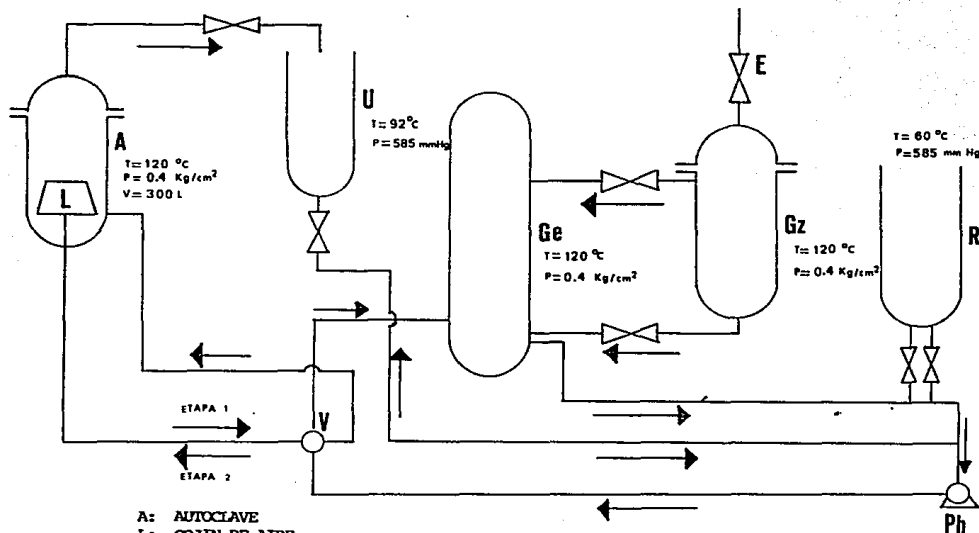 E
U
T= 92°C
P= 585 mmHg
T= 60°C
P=585 mm Hg
A
T= 120 °C
P= 0.4 Kg/cm²
V= 300 L
L
Ge
T= 120 °C
P= 0.4 Kg/cm²
Gz
T= 120 °C
P= 0.4 Kg/cm²
R
ETAPA 1
V
ETAPA 2
Ph
A: AUTOCLAVE